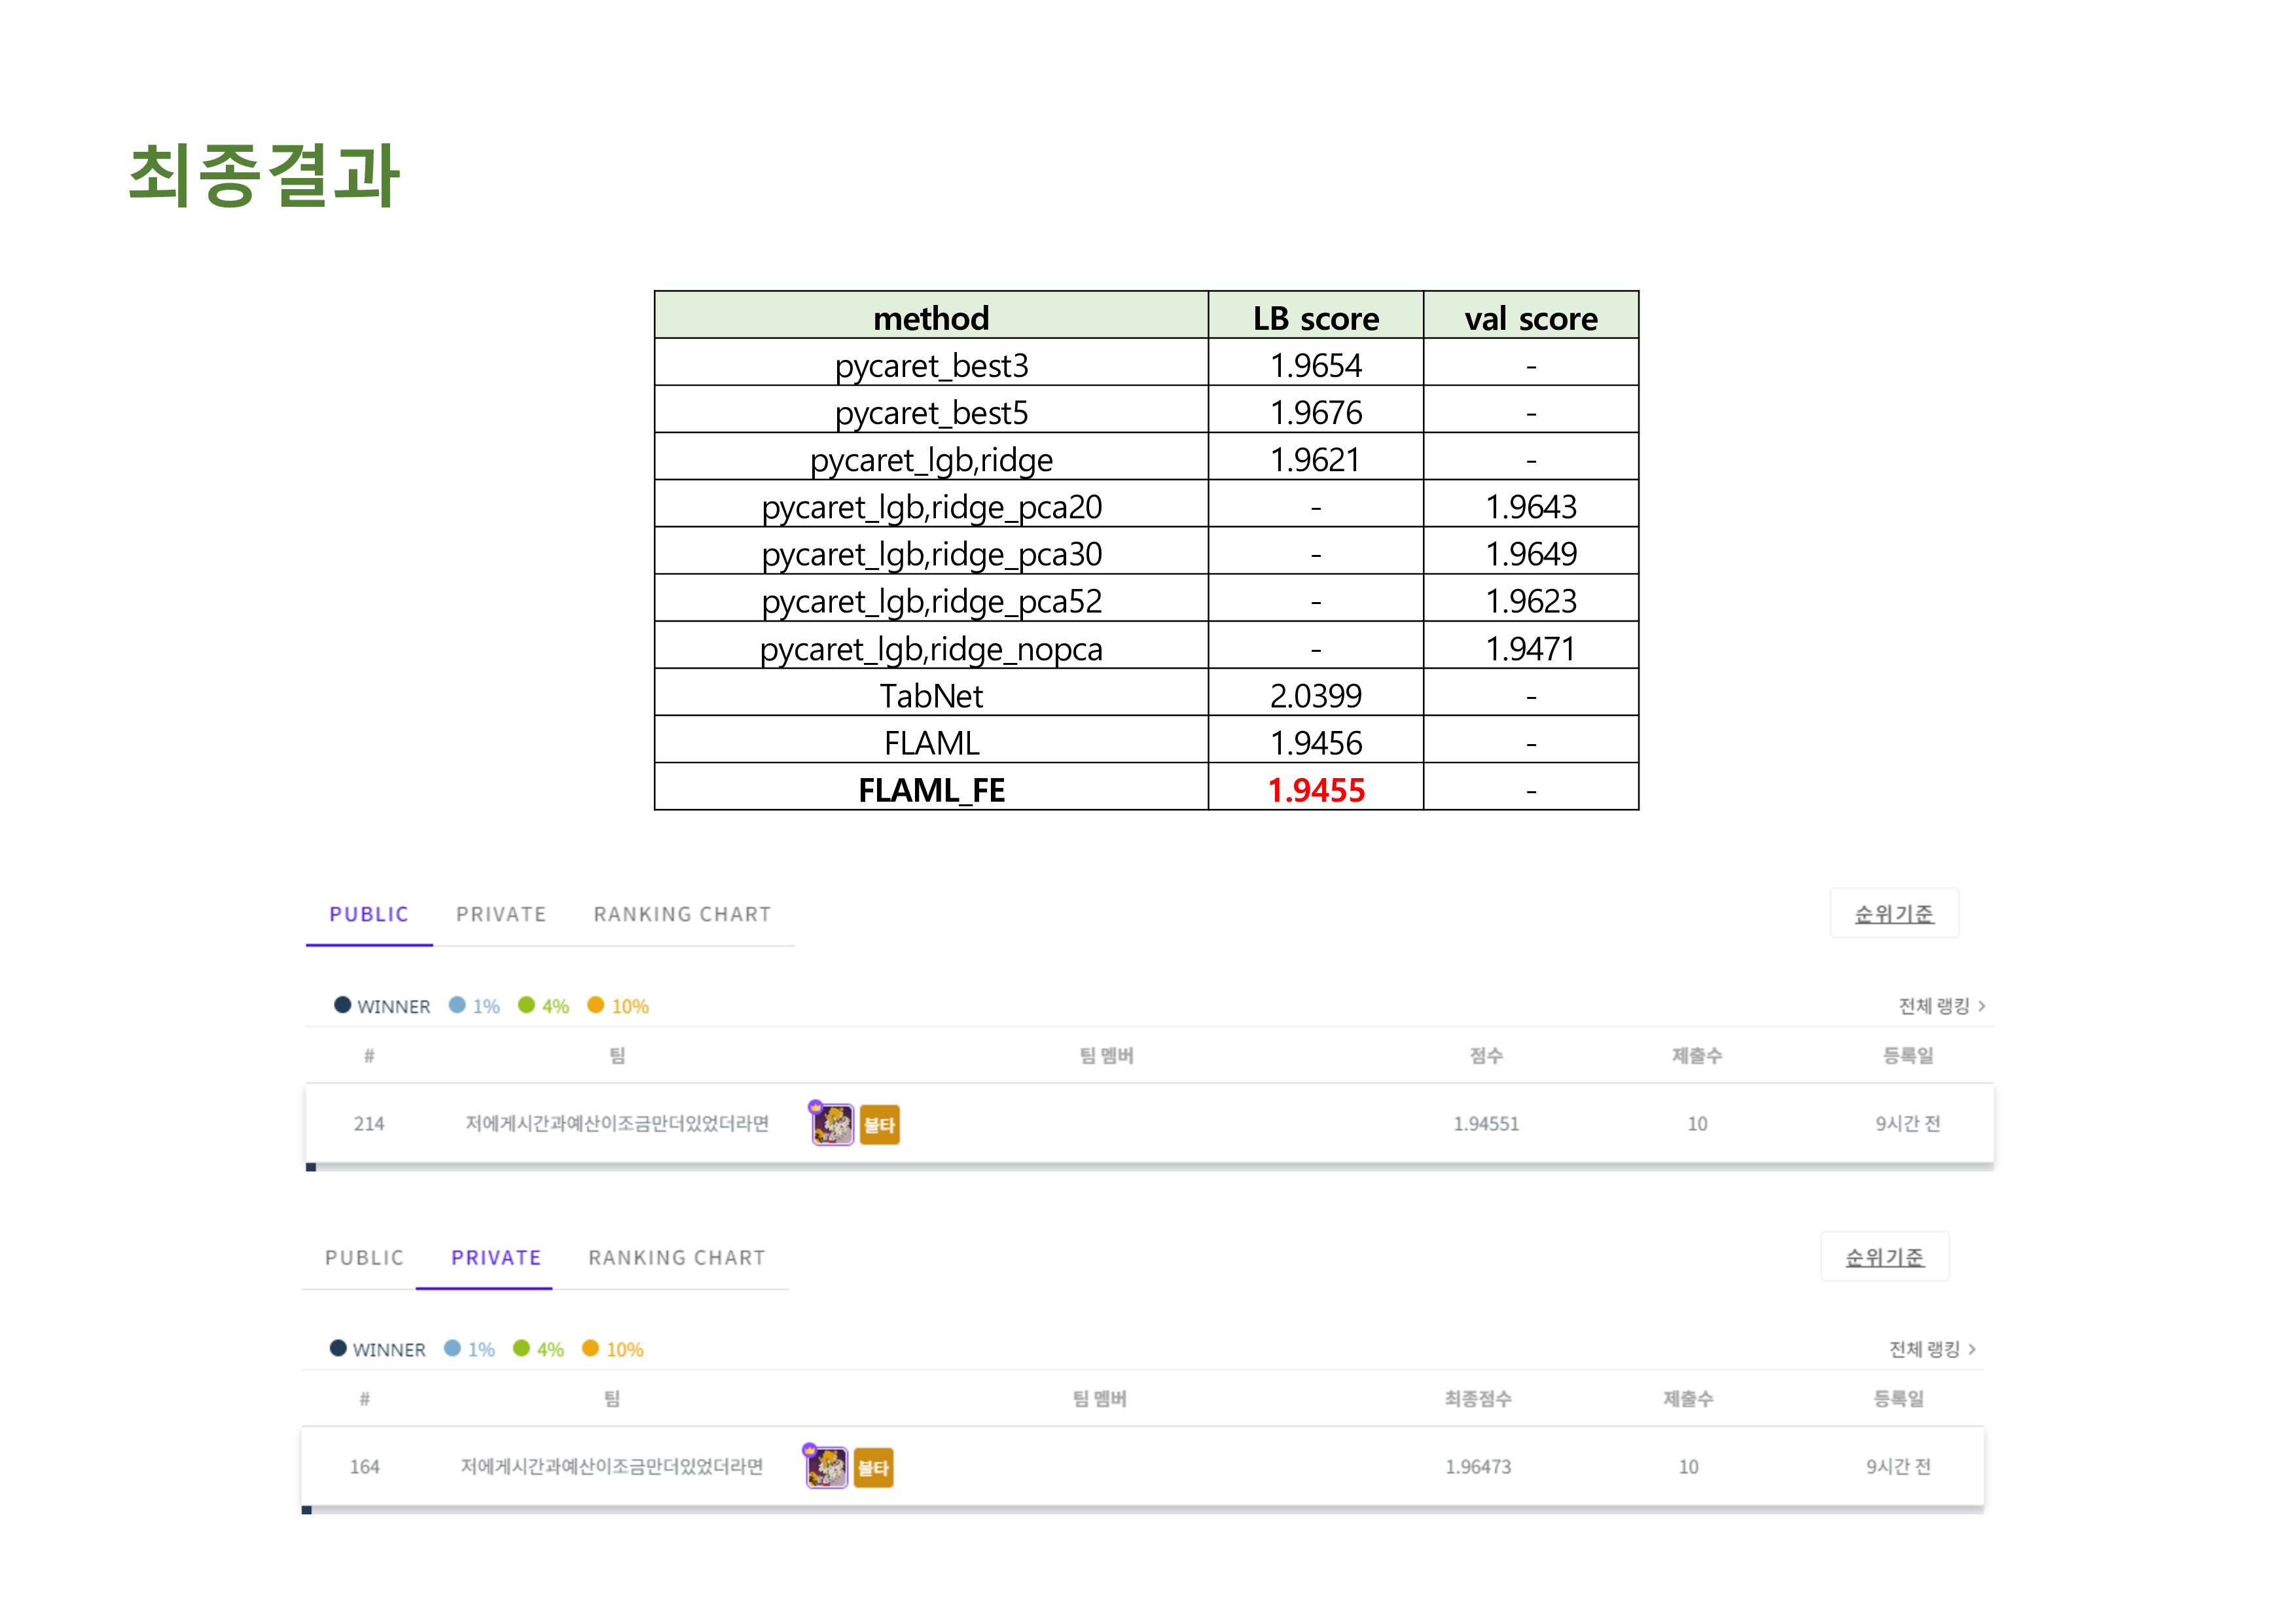 최종결과
method LB score val score
pycaret_best3 1.9654 -
pycaret_best5 1.9676 -
pycaret_lgb,ridge 1.9621 -
pycaret_lgb,ridge_pca20 - 1.9643
pycaret_lgb,ridge_pca30 - 1.9649
pycaret_lgb,ridge_pca52 - 1.9623
pycaret_lgb,ridge_nopca - 1.9471
TabNet 2.0399 -
FLAML 1.9456 -
FLAML_FE 1.9455 -
PUBLIC PRIVATE RANKING CHART 순위기준
WINNER 1% 4% 10% 전체 랭킹 >
# 팀 팀 멤버 점수 제출수 등록일
214 저에게시간과예산이조금만더있었더라면 불타 1.94551 10 9시간 전
PUBLIC PRIVATE RANKING CHART 순위기준
WINNER 1% 4% 10% 전체 랭킹 >
# 팀 팀 멤버 최종점수 제출수 등록일
164 저에게시간과예산이조금만더있었더라면 불타 1.96473 10 9시간 전